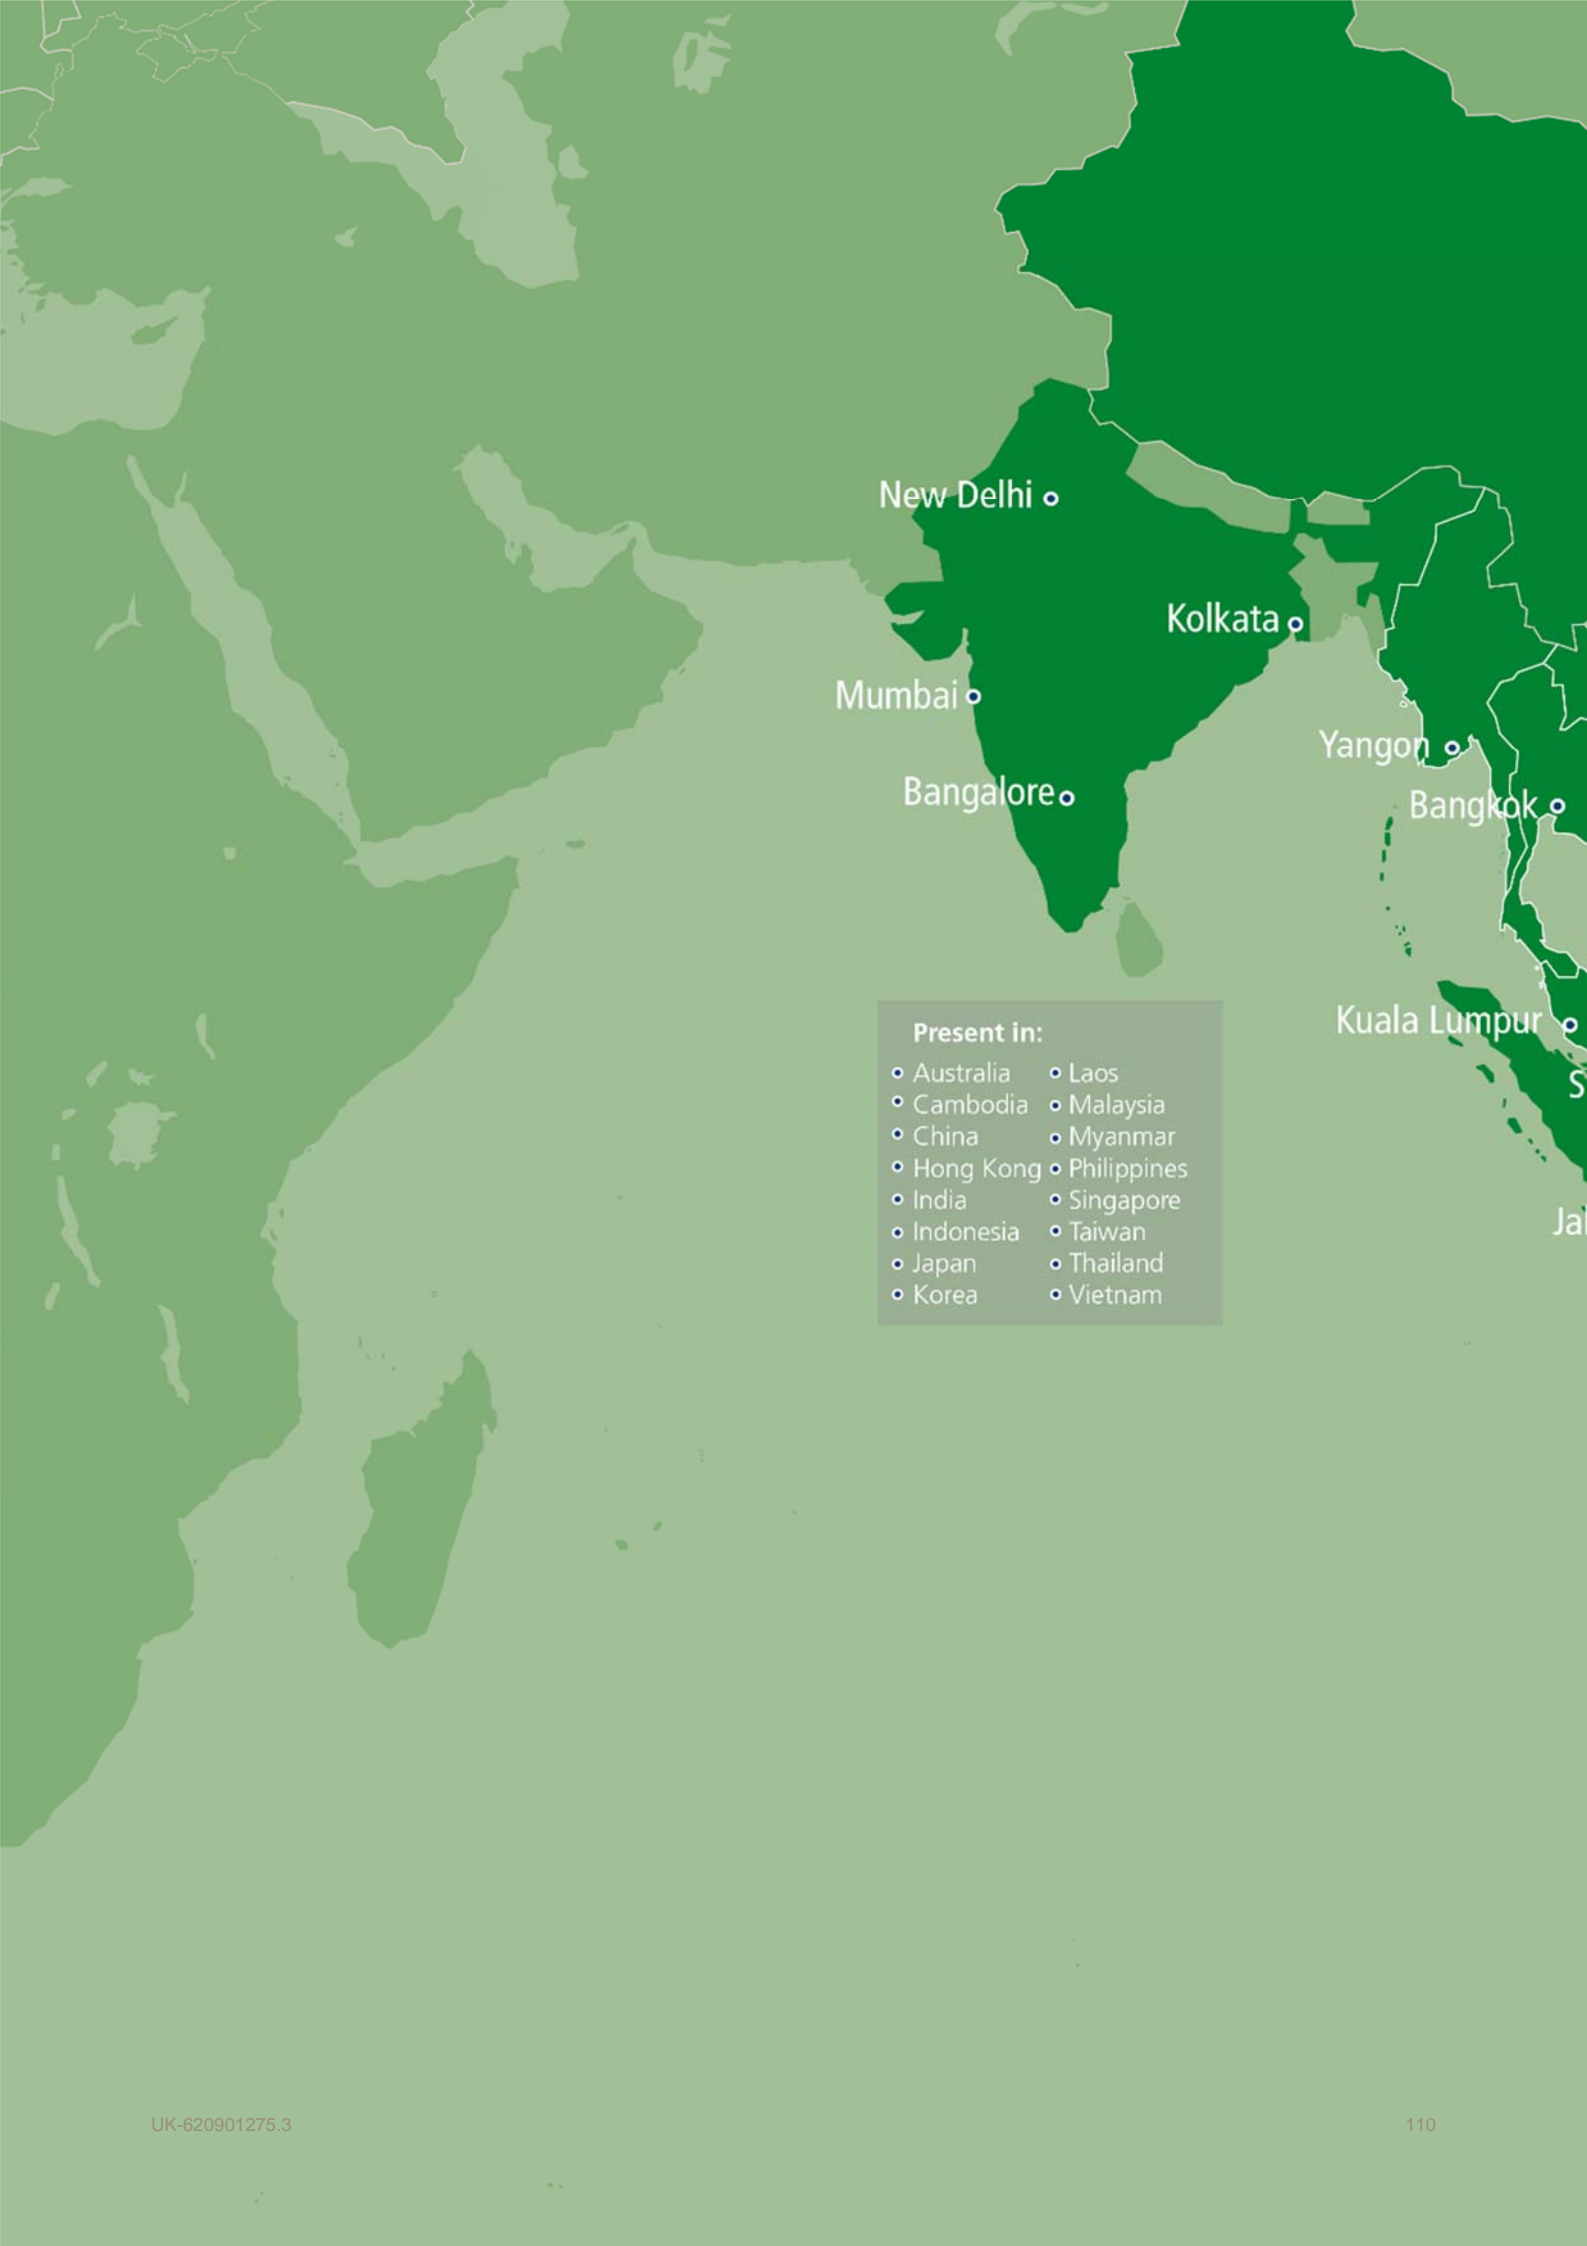 New Delhi
Kolkata
Mumbai
Yangon
Bangalore
Bangkok
Kuala Lumpur
S
Ja
Present in:
Australia
Cambodia
China
Hong Kong
India
Indonesia
Japan
Korea
Laos
Malaysia
Myanmar
Philippines
Singapore
Taiwan
Thailand
Vietnam
UK-620901275.3
110